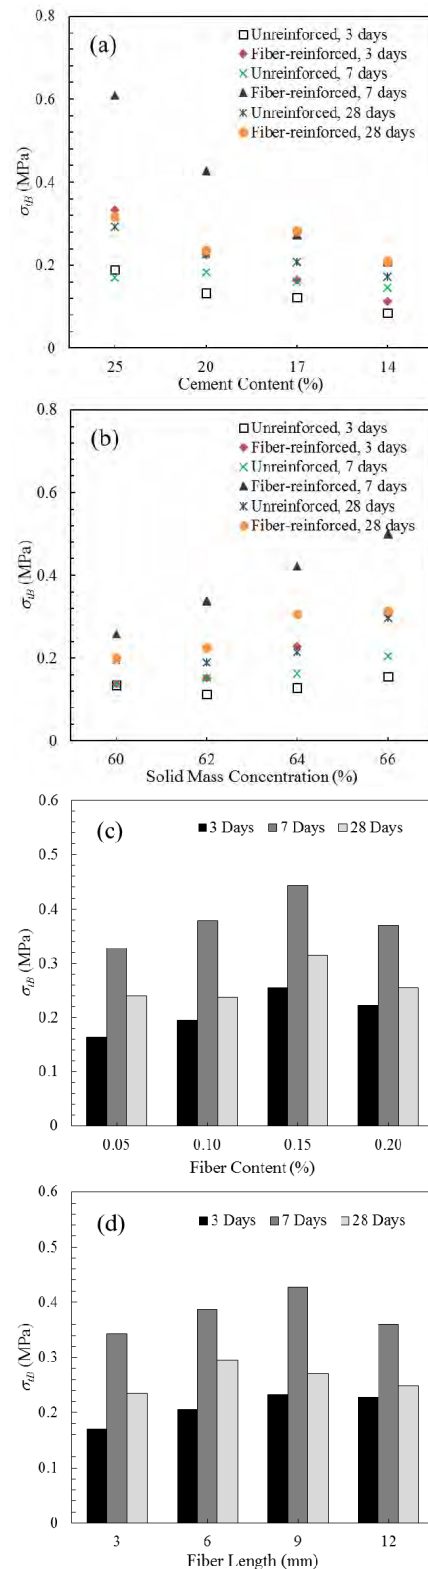 (a)
Unreinforced, 3 days
Fiber-reinforced, 3 days
Unreinforced, 7 days
Fiber-reinforced, 7 days
Unreinforced, 28 days
Fiber-reinforced, 28 days
0.8
0.6
0.4
0.2
0
σtB (MPa)
25 20 17 14
Cement Content (%)
(b)
Unreinforced, 3 days
Fiber-reinforced, 3 days
Unreinforced, 7 days
Fiber-reinforced, 7 days
Unreinforced, 28 days
Fiber-reinforced, 28 days
0.8
0.6
0.4
0.2
0
σtB (MPa)
60 62 64 66
Solid Mass Concentration (%)
(c)
3 Days 7 Days 28 Days
0.6
0.5
0.4
0.3
0.2
0.1
0
σtB (MPa)
0.05 0.10 0.15 0.20
Fiber Content (%)
(d)
3 Days 7 Days 28 Days
0.6
0.5
0.4
0.3
0.2
0.1
0
σtB (MPa)
3 6 9 12
Fiber Length (mm)